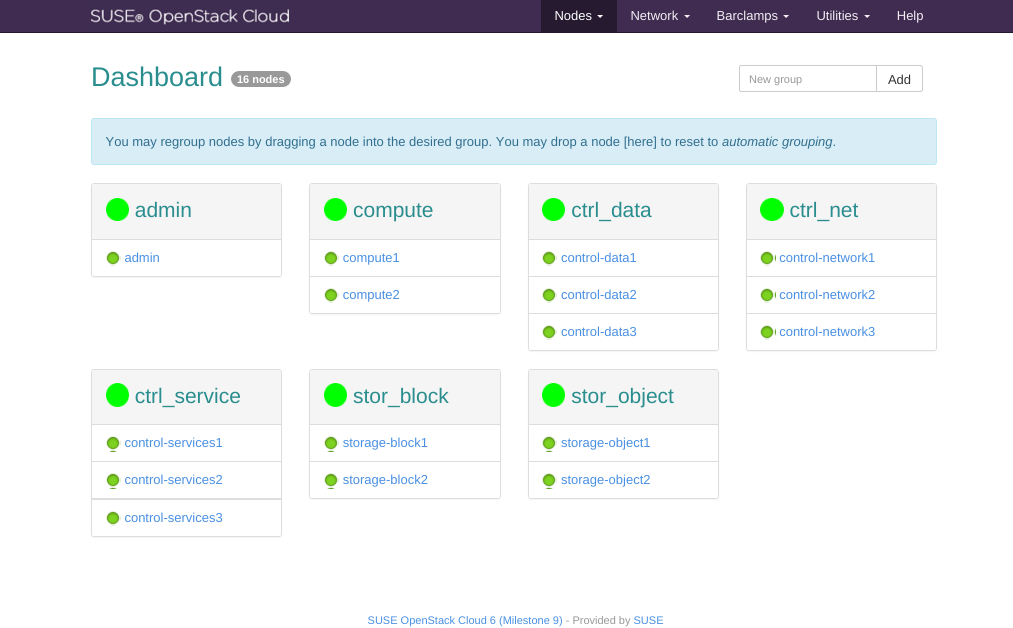 SUSE® OpenStack Cloud
Nodes
Network
Barclamps
Utilities
Help
Dashboard
16 nodes
New group
Add
You may regroup nodes by dragging a node into the desired group. You may drop a node [here] to reset to automatic grouping.
admin
admin
compute
compute1
compute2
ctrl_data
control-data1
control-data2
control-data3
ctrl_net
control-network1
control-network2
control-network3
ctrl_service
control-services1
control-services2
control-services3
stor_block
storage-block1
storage-block2
stor_object
storage-object1
storage-object2
SUSE OpenStack Cloud 6 (Milestone 9) - Provided by SUSE